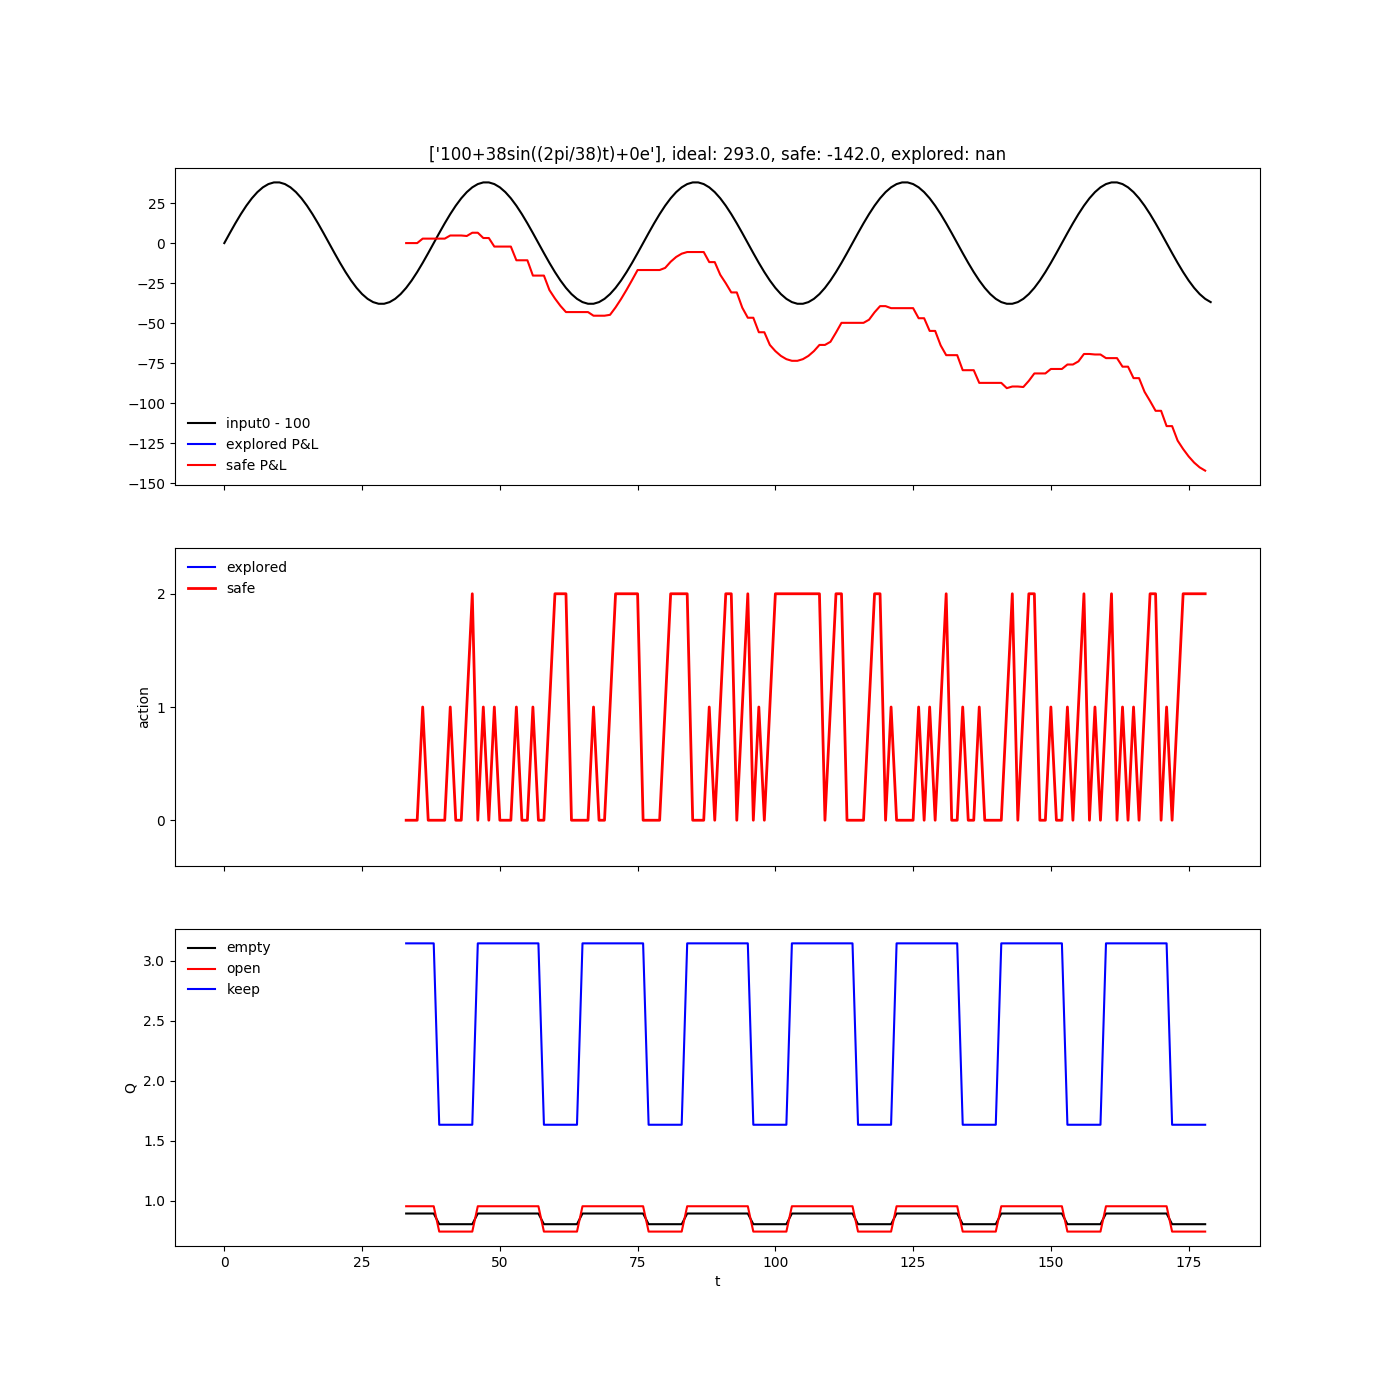 ['100+38sin((2pi/38)t)+0e'], ideal: 293.0, safe: -142.0, explored: nan
25
0
−25
−50
−75
−100
−125
−150
input0 - 100
explored P&L
safe P&L
explored
safe
2
1
0
action
empty
open
keep
3.0
2.5
2.0
1.5
1.0
Q
0 25 50 75 100 125 150 175
t